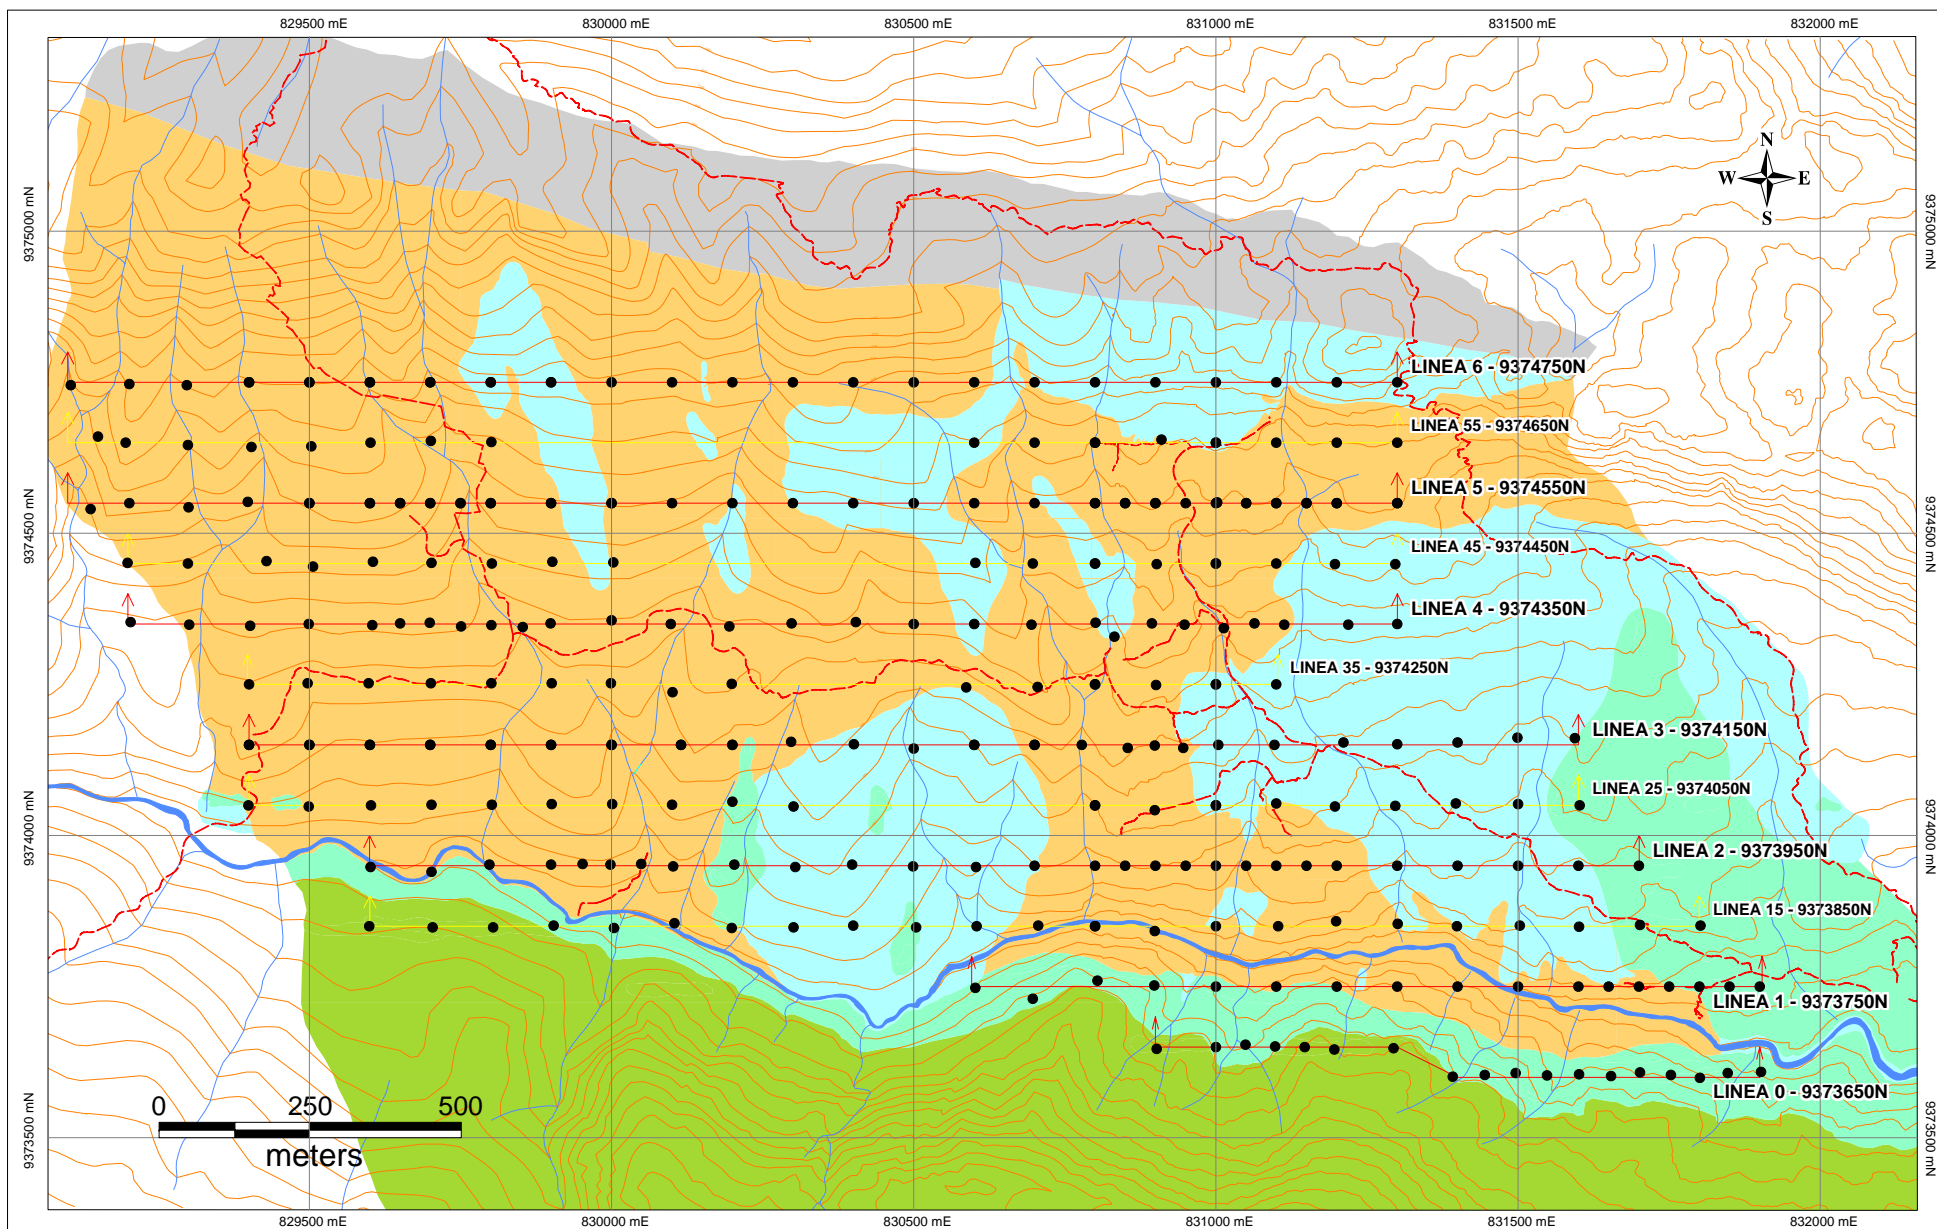 829500 mE 830000 mE 830500 mE 831000 mE 831500 mE 832000 mE
N
W E
S
9375000 mN 9375000 mN
LINEA 6 - 9374750N
LINEA 55 - 9374650N
LINEA 5 - 9374550N
9374500 mN 9374500 mN
LINEA 45 - 9374450N
LINEA 4 - 9374350N
LINEA 35 - 9374250N
LINEA 3 - 9374150N
LINEA 25 - 9374050N
9374000 mN 9374000 mN
LINEA 2 - 9373950N
LINEA 15 - 9373850N
LINEA 1 - 9373750N
LINEA 0 - 9373650N
0 250 500
meters
9373500 mN 9373500 mN
829500 mE 830000 mE 830500 mE 831000 mE 831500 mE 832000 mE